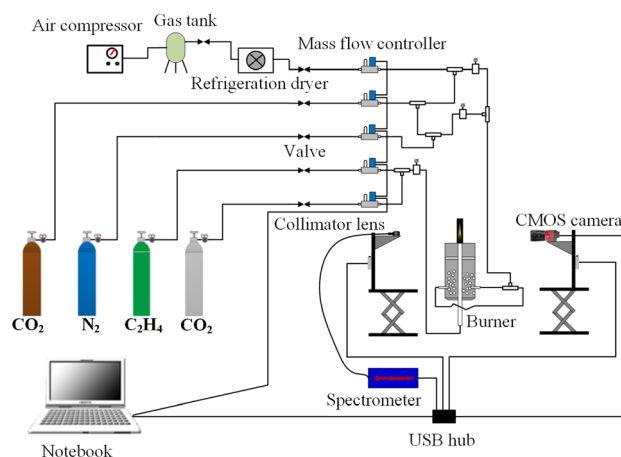 Gas tank
Air compressor
Mass flow controller
Refrigeration dryer
Valve
Collimator lens
CMOS camera
CO₂
N₂
C₂H₄
CO₂
Burner
Spectrometer
Spectrometer
USB hub
Notebook